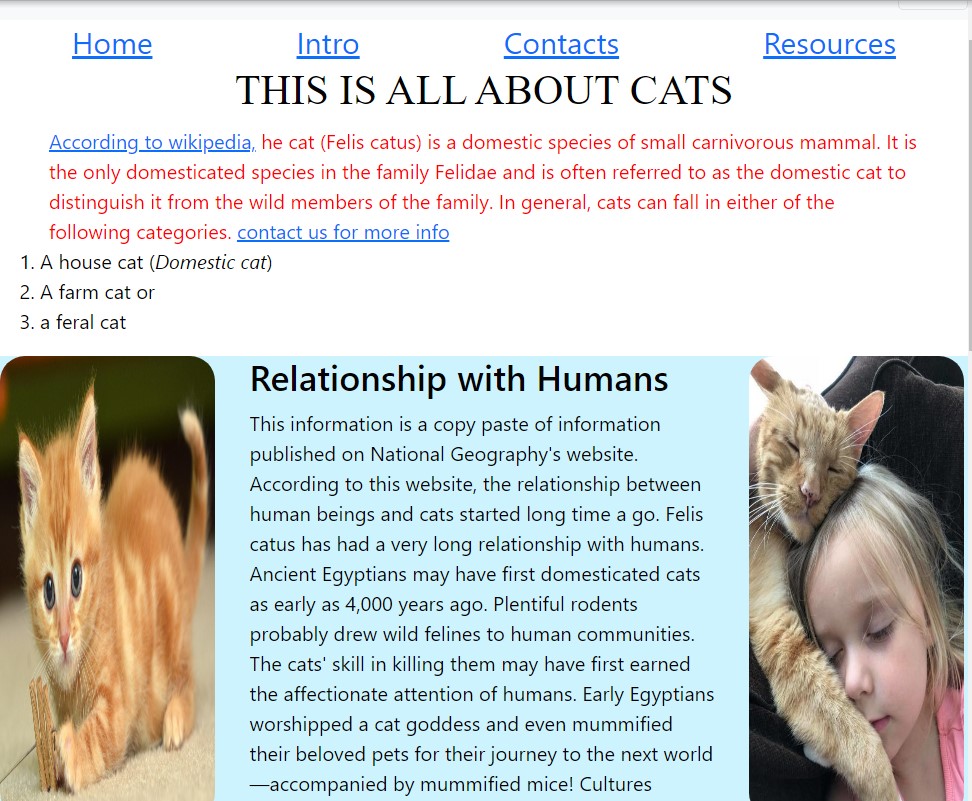 Home Intro Contacts Resources
THIS IS ALL ABOUT CATS
According to wikipedia, he cat (Felis catus) is a domestic species of small carnivorous mammal. It is
the only domesticated species in the family Felidae and is often referred to as the domestic cat to
distinguish it from the wild members of the family. In general, cats can fall in either of the
following categories. contact us for more info
1. A house cat (Domestic cat)
2. A farm cat or
3. a feral cat
Relationship with Humans
This information is a copy paste of information
published on National Geography's website.
According to this website, the relationship between
human beings and cats started long time a go. Felis
catus has had a very long relationship with humans.
Ancient Egyptians may have first domesticated cats
as early as 4,000 years ago. Plentiful rodents
probably drew wild felines to human communities.
The cats' skill in killing them may have first earned
the affectionate attention of humans. Early Egyptians
worshipped a cat goddess and even mummified
their beloved pets for their journey to the next world
—accompanied by mummified mice! Cultures